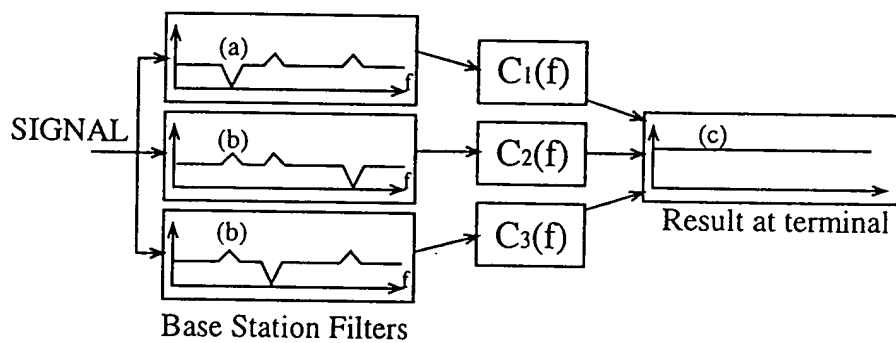 (a)
f
C1(f)
SIGNAL
(b)
f
C2(f)
(c)
(b)
f
C3(f)
Result at terminal
Base Station Filters